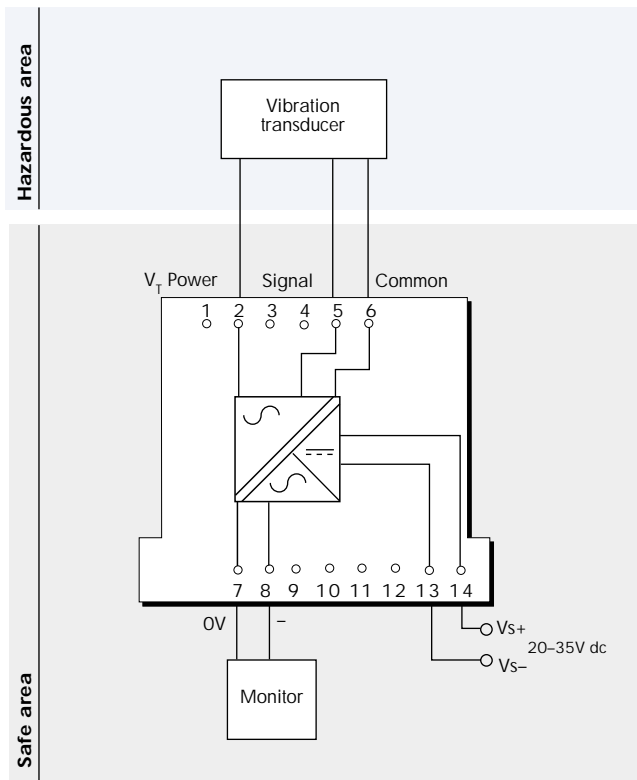 Hazardous area
Vibration
transducer
V_T Power Signal Common
1 2 3 4 5 6
7 8 9 10 11 12 13 14
0V –
Vs+
20–35V dc
Vs–
Monitor
Safe area